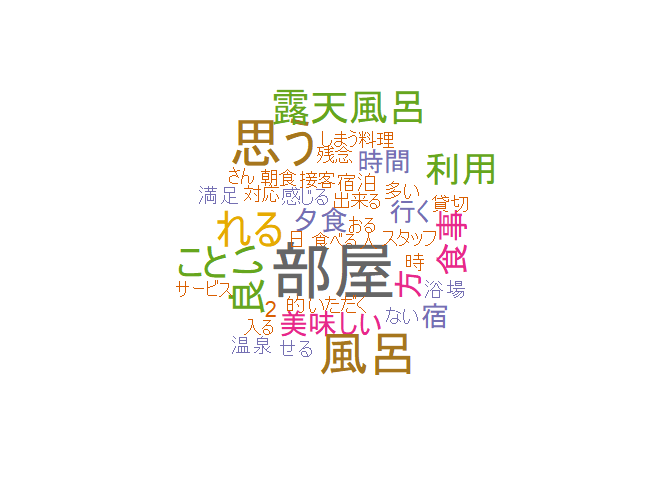 露天風呂
思う
しまう
料理
残念
時間
利用
さん
朝食
接客
宿泊
満足
対応
感じる
出来る
多い
貸切
れる
夕食
おる
行く
食事
日
食べる
人
スタッフ
こと
い
部屋
時
サービス
良
方
浴場
2
的
いただく
入る
美味しい
ない
宿
温泉
せる
風呂